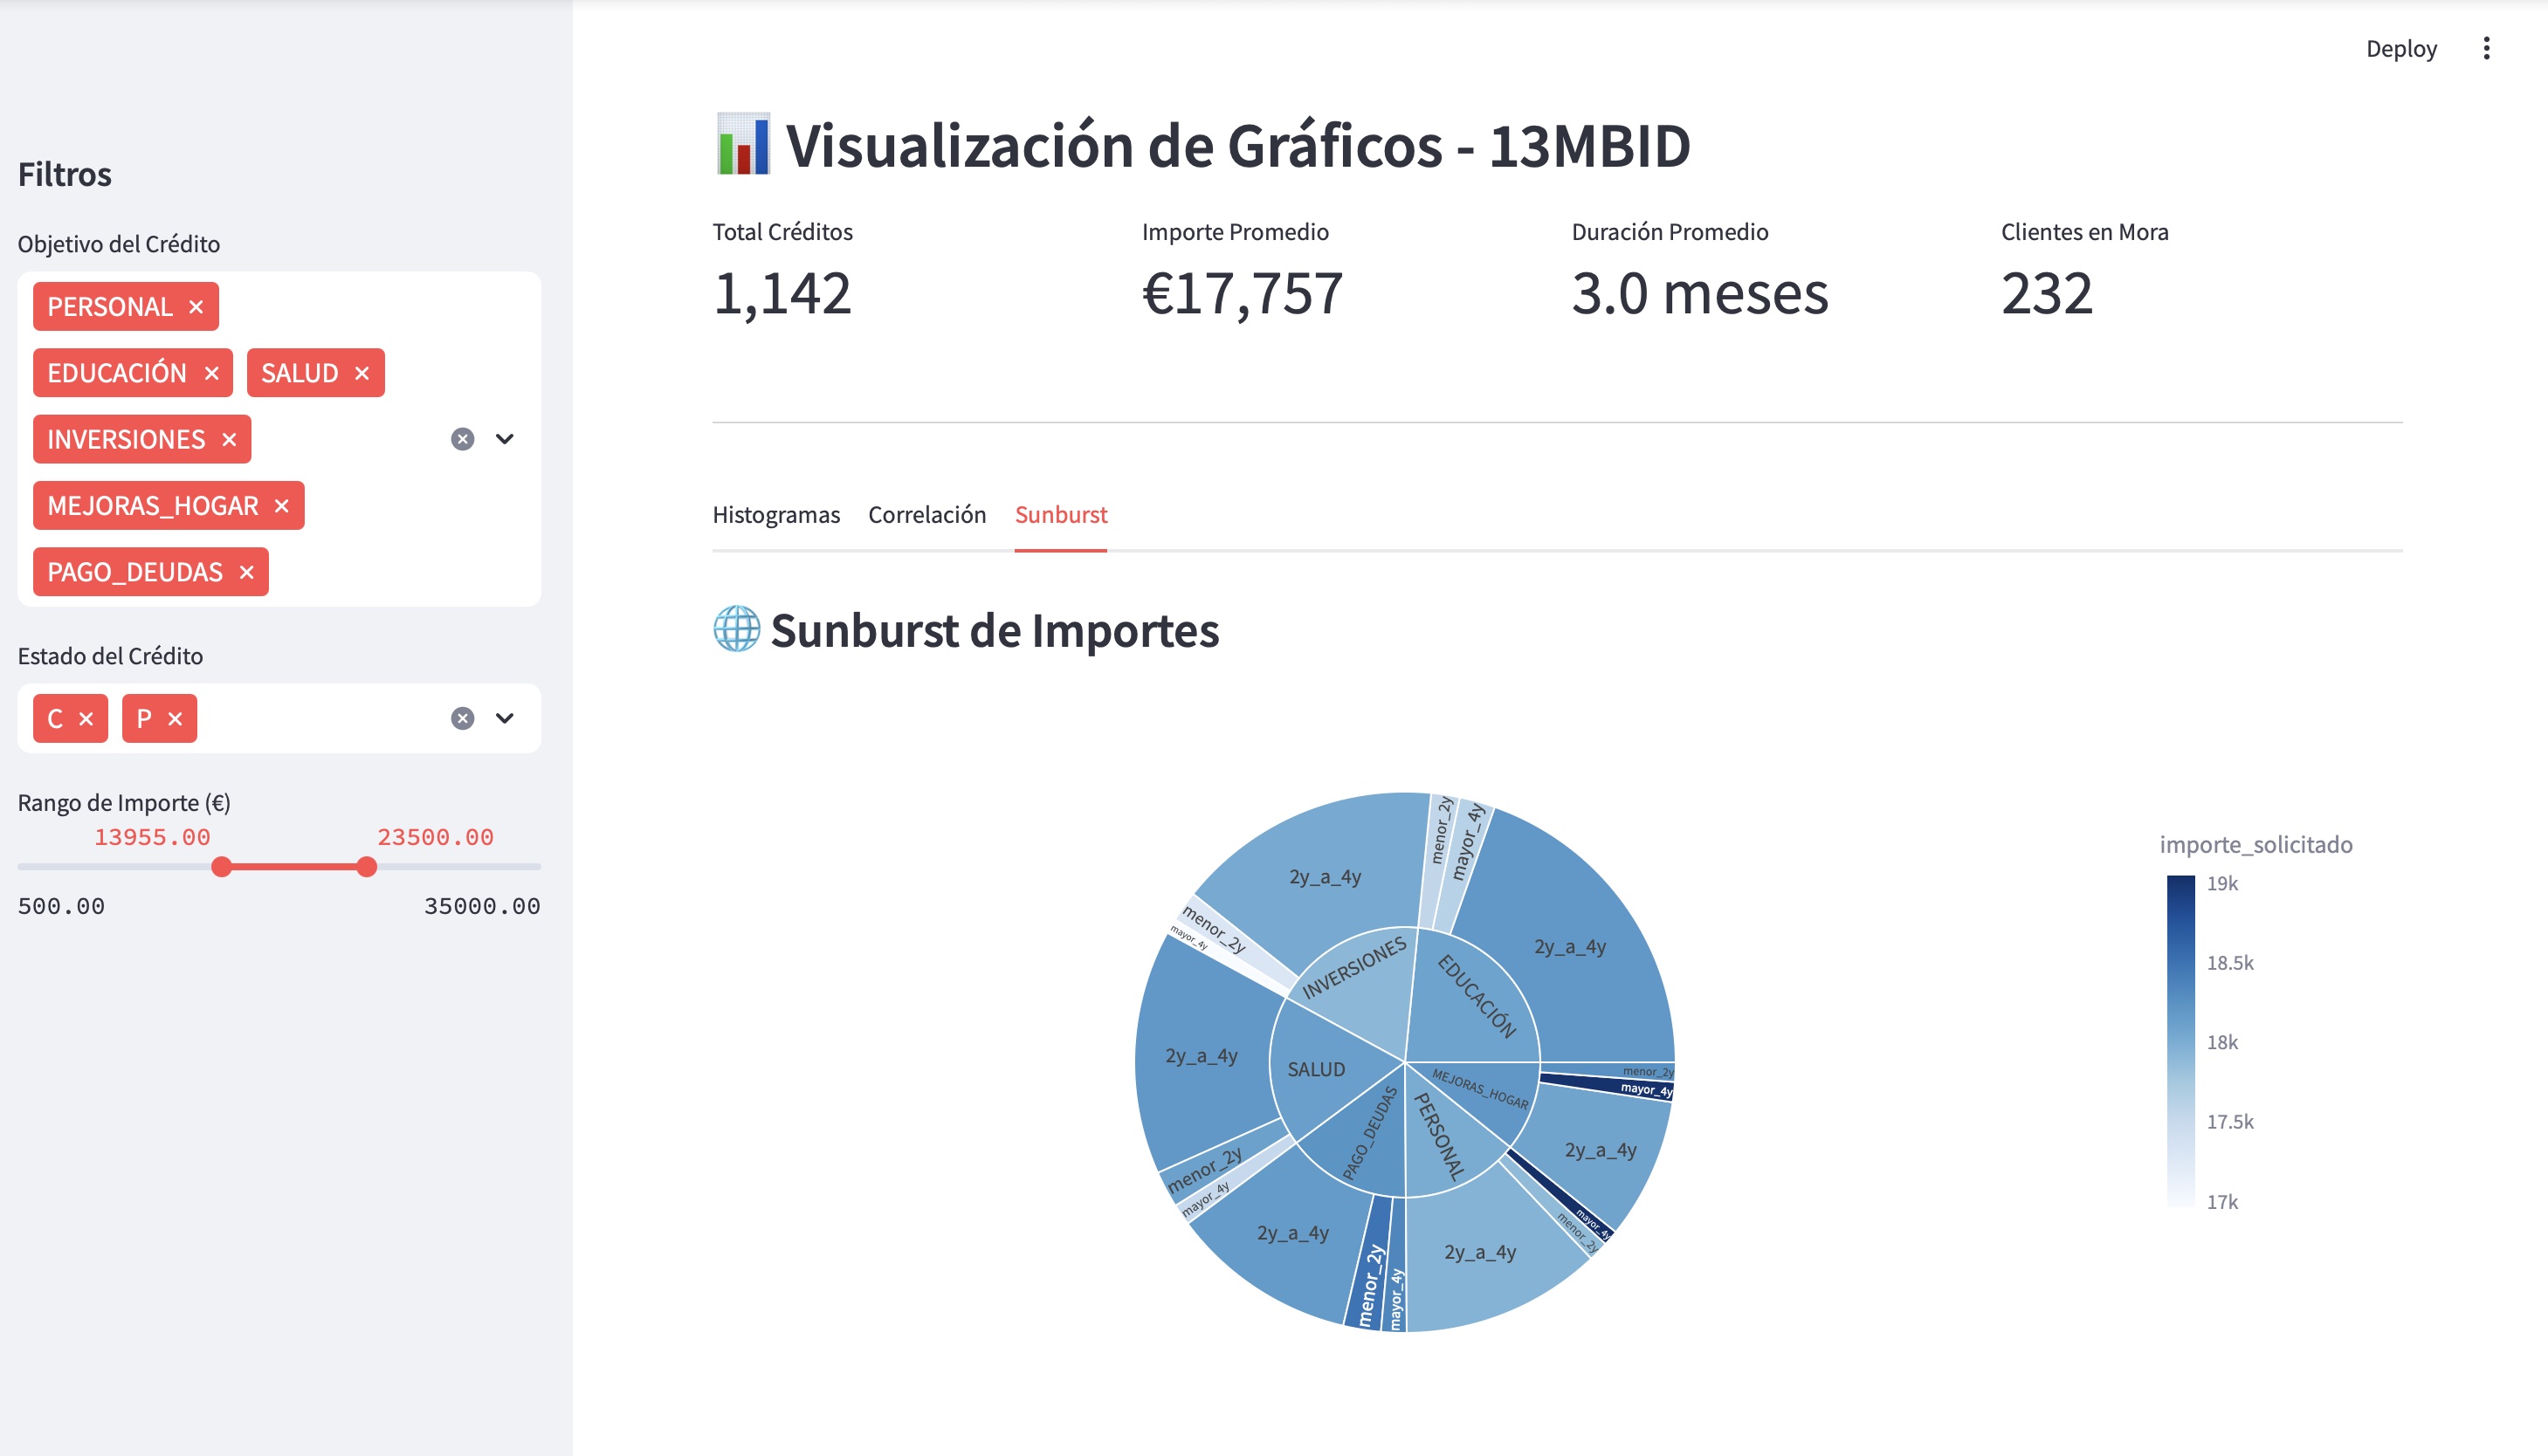 Deploy
Filtros
Objetivo del Crédito
PERSONAL
EDUCACIÓN SALUD
INVERSIONES
MEJORAS_HOGAR
PAGO_DEUDAS
Estado del Crédito
C P
Rango de Importe (€)
13955.00 23500.00
500.00 35000.00
Visualización de Gráficos - 13MBID
Total Créditos Importe Promedio Duración Promedio Clientes en Mora
1,142 €17,757 3.0 meses 232
Histogramas Correlación Sunburst
Sunburst de Importes
INVERSIONES
2y_a_4y
menor_2y
mayor_4y
EDUCACIÓN
menor_2y
mayor_4y
2y_a_4y
SALUD
2y_a_4y
menor_2y
mayor_4y
PAGO_DEUDAS
2y_a_4y
menor_2y
mayor_4y
PERSONAL
2y_a_4y
menor_2y
mayor_4y
MEJORAS_HOGAR
menor_2y
mayor_4y
2y_a_4y
importe_solicitado
19k
18.5k
18k
17.5k
17k